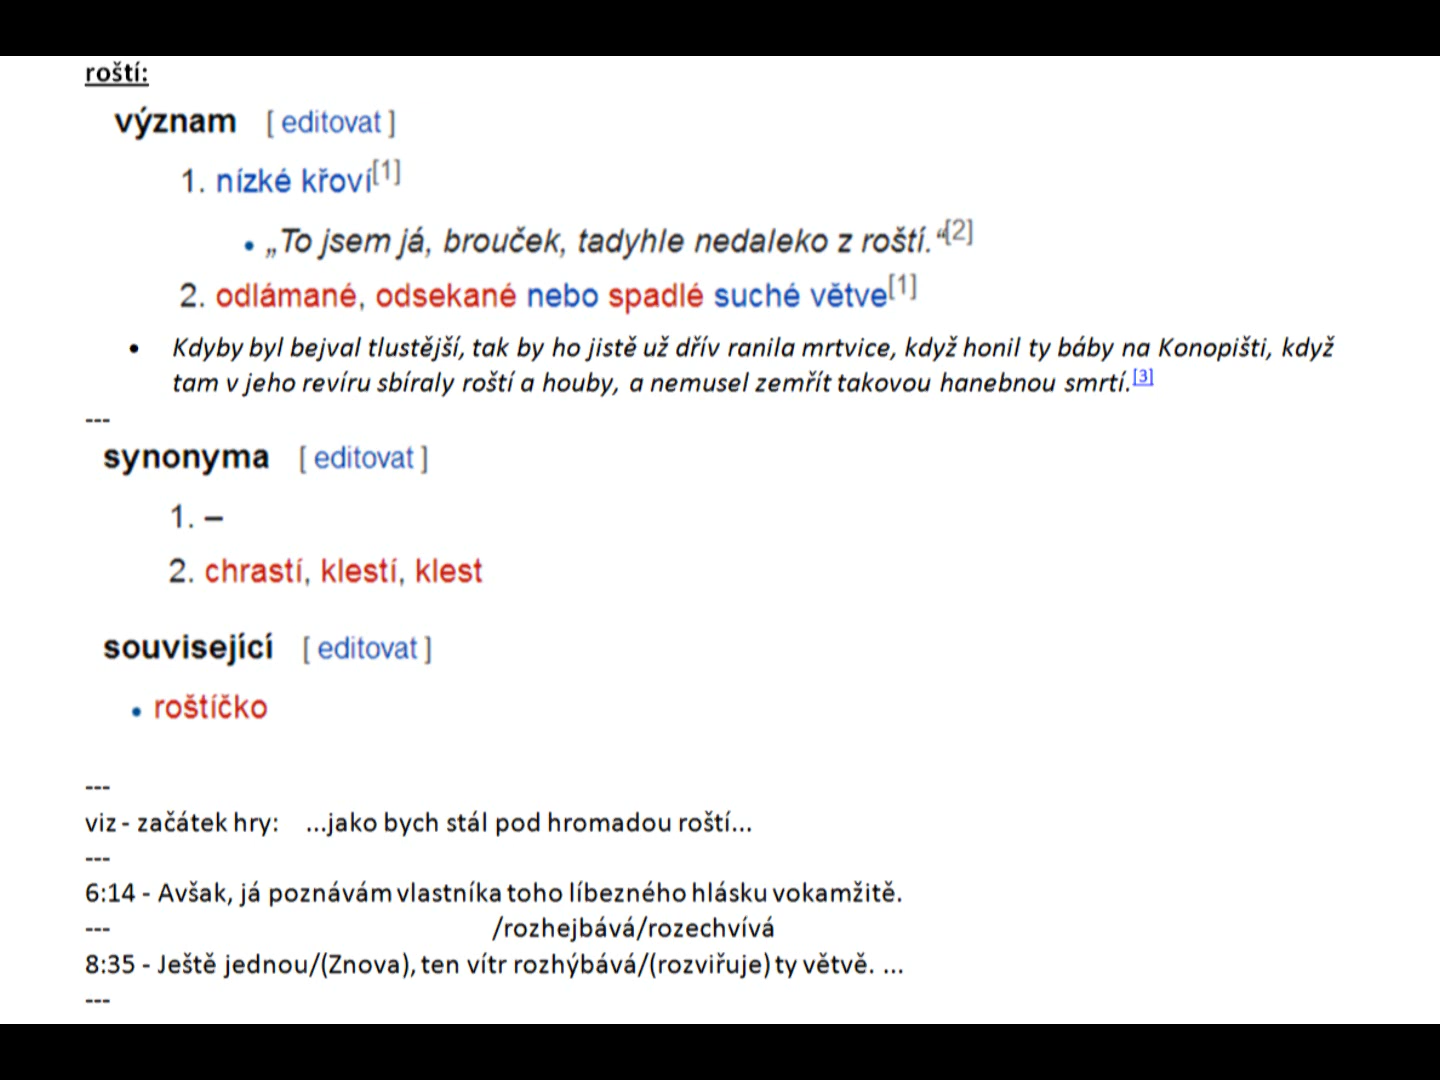 roští:
význam [ editovat ]
1. nízké křoví[1]
• „To jsem já, brouček, tadyhle nedaleko z roští.“[2]
2. odlámané, odsekané nebo spadlé suché větve[1]
• Kdyby byl bejval tlustější, tak by ho jistě už dřív ranila mrtvice, když honil ty báby na Konopišti, když
tam v jeho revíru sbíraly roští a houby, a nemusel zemřít takovou hanebnou smrtí.[3]
---
synonyma [ editovat ]
1. –
2. chrastí, klestí, klest
související [ editovat ]
• roštíčko
---
viz - začátek hry: ...jako bych stál pod hromadou roští...
---
6:14 - Avšak, já poznávám vlastníka toho líbezného hlásku vokamžitě.
--- /rozhejbává/rozechvívá
8:35 - Ještě jednou/(Znova), ten vítr rozhýbává/(rozviřuje) ty větvě. ...
---